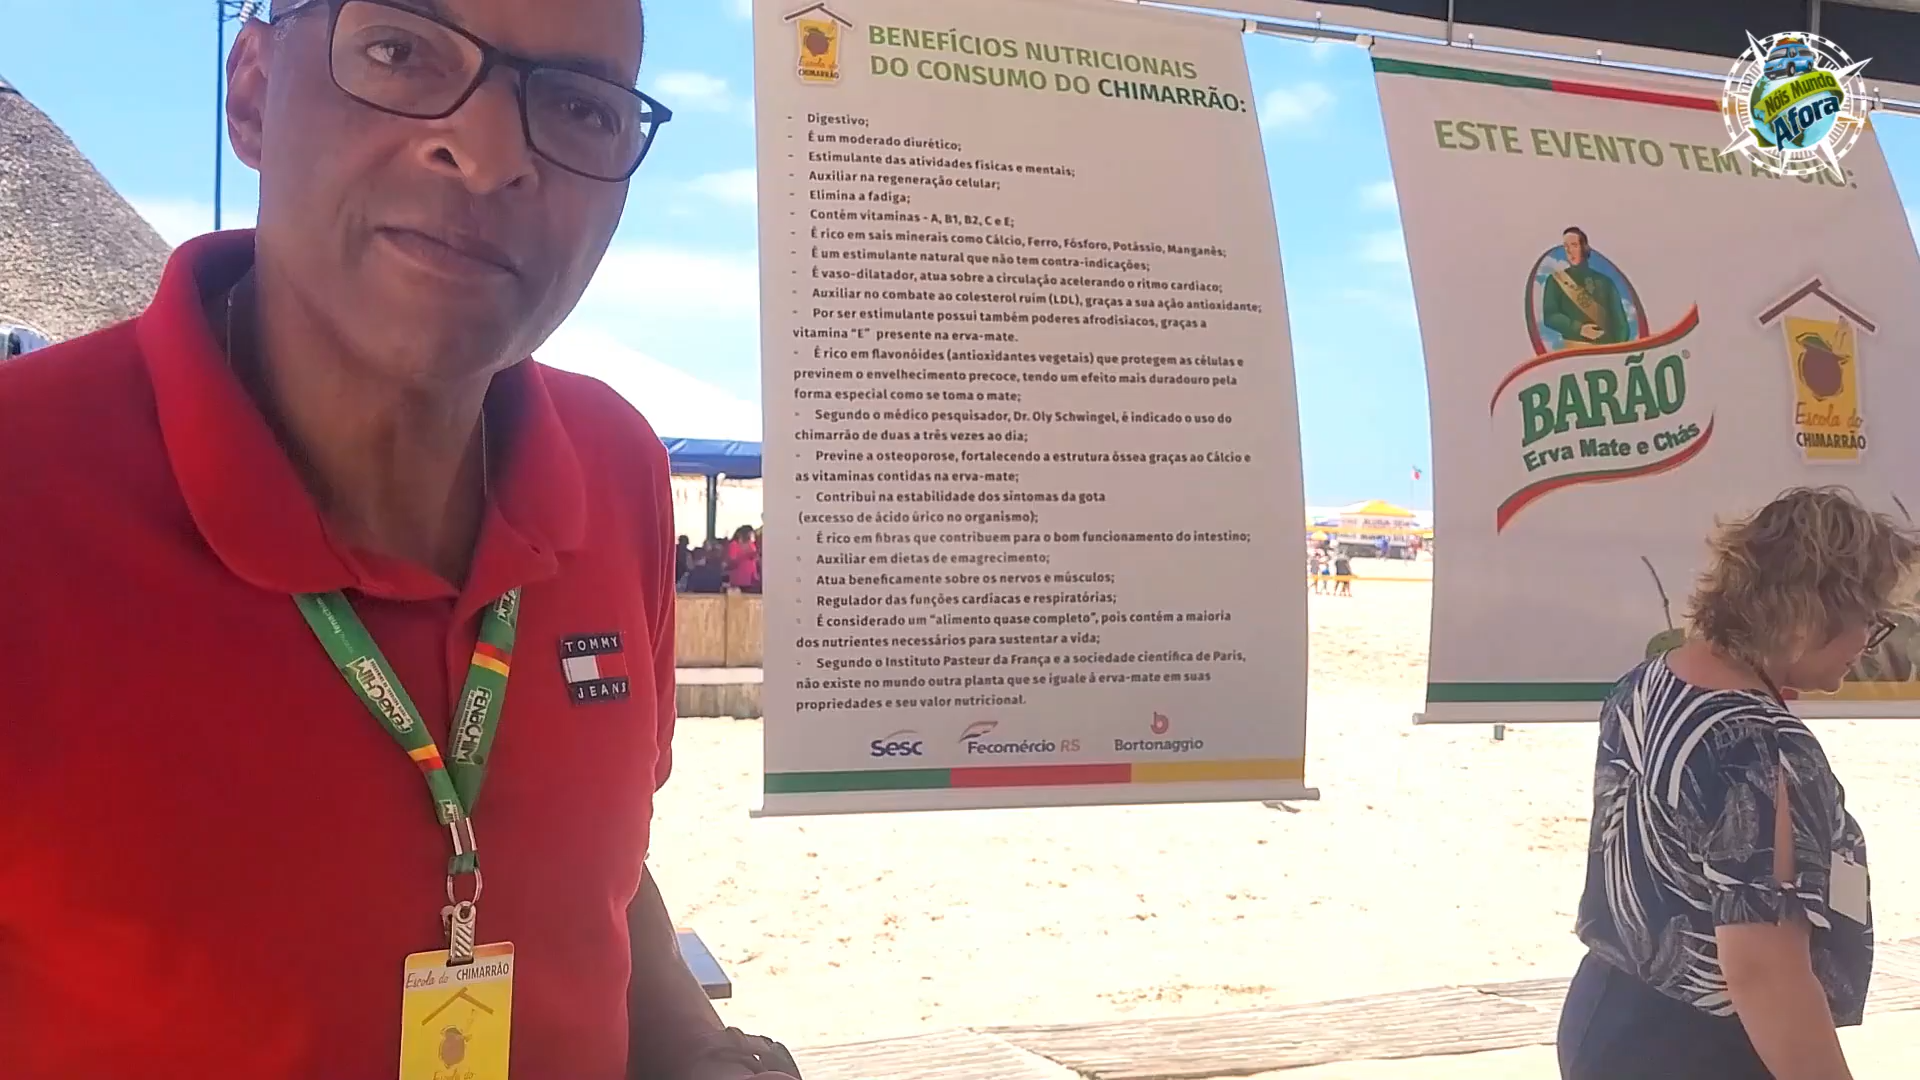 Escola do
CHIMARRÃO
BENEFÍCIOS NUTRICIONAIS
DO CONSUMO DO CHIMARRÃO:
- Digestivo;
- É um moderado diurético;
- Estimulante das atividades físicas e mentais;
- Auxiliar na regeneração celular;
- Elimina a fadiga;
- Contém vitaminas - A, B1, B2, C e E;
- É rico em sais minerais como Cálcio, Ferro, Fósforo, Potássio, Manganês;
- É um estimulante natural que não tem contra-indicações;
- É vaso-dilatador, atua sobre a circulação acelerando o ritmo cardíaco;
- Auxiliar no combate ao colesterol ruim (LDL), graças a sua ação antioxidante;
- Por ser estimulante possui também poderes afrodisíacos, graças a
vitamina "E" presente na erva-mate.
- É rico em flavonóides (antioxidantes vegetais) que protegem as células e
previnem o envelhecimento precoce, tendo um efeito mais duradouro pela
forma especial como se toma o mate;
- Segundo o médico pesquisador, Dr. Oly Schwingel, é indicado o uso do
chimarrão de duas a três vezes ao dia;
- Previne a osteoporose, fortalecendo a estrutura óssea graças ao Cálcio e
as vitaminas contidas na erva-mate;
- Contribui na estabilidade dos sintomas da gota
(excesso de ácido úrico no organismo);
- É rico em fibras que contribuem para o bom funcionamento do intestino;
- Auxiliar em dietas de emagrecimento;
- Atua beneficamente sobre os nervos e músculos;
- Regulador das funções cardíacas e respiratórias;
- É considerado um "alimento quase completo", pois contém a maioria
dos nutrientes necessários para sustentar a vida;
- Segundo o Instituto Pasteur da França e a sociedade científica de Paris,
não existe no mundo outra planta que se iguale á erva-mate em suas
propriedades e seu valor nutricional.
Sesc
Fecomércio RS
Bortonaggio
ESTE EVENTO TEM APOIO:
BARÃO
Erva Mate e Chás
Escola do
CHIMARRÃO
Nóis Mundo
Afora
TOMMY
JEANS
FENACHIM
FENACHIM
Escola do CHIMARRÃO
Escola do